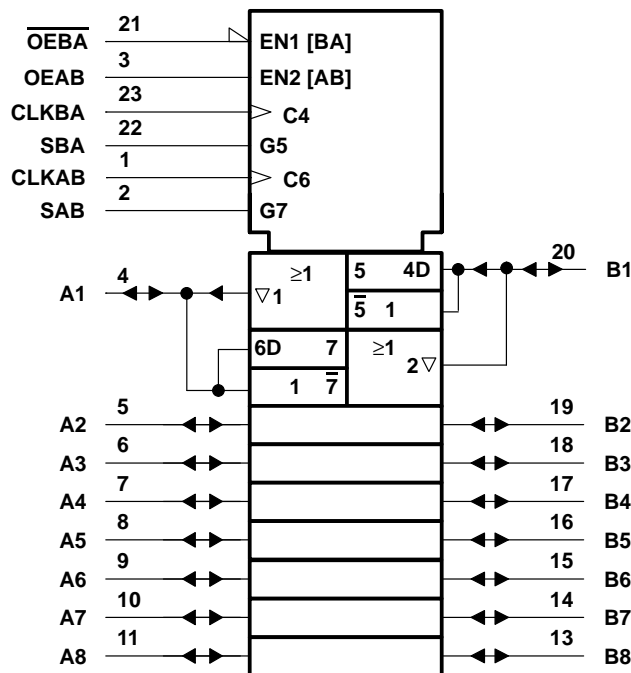 OEBA 21 EN1 [BA]
OEAB 3 EN2 [AB]
CLKBA 23 C4
SBA 22 G5
CLKAB 1 C6
SAB 2 G7
A1 4 ▽1 ≥1 5 4D 20 B1
5̅ 1
6D 7 ≥1 2▽
1 7̅
A2 5 19 B2
A3 6 18 B3
A4 7 17 B4
A5 8 16 B5
A6 9 15 B6
A7 10 14 B7
A8 11 13 B8